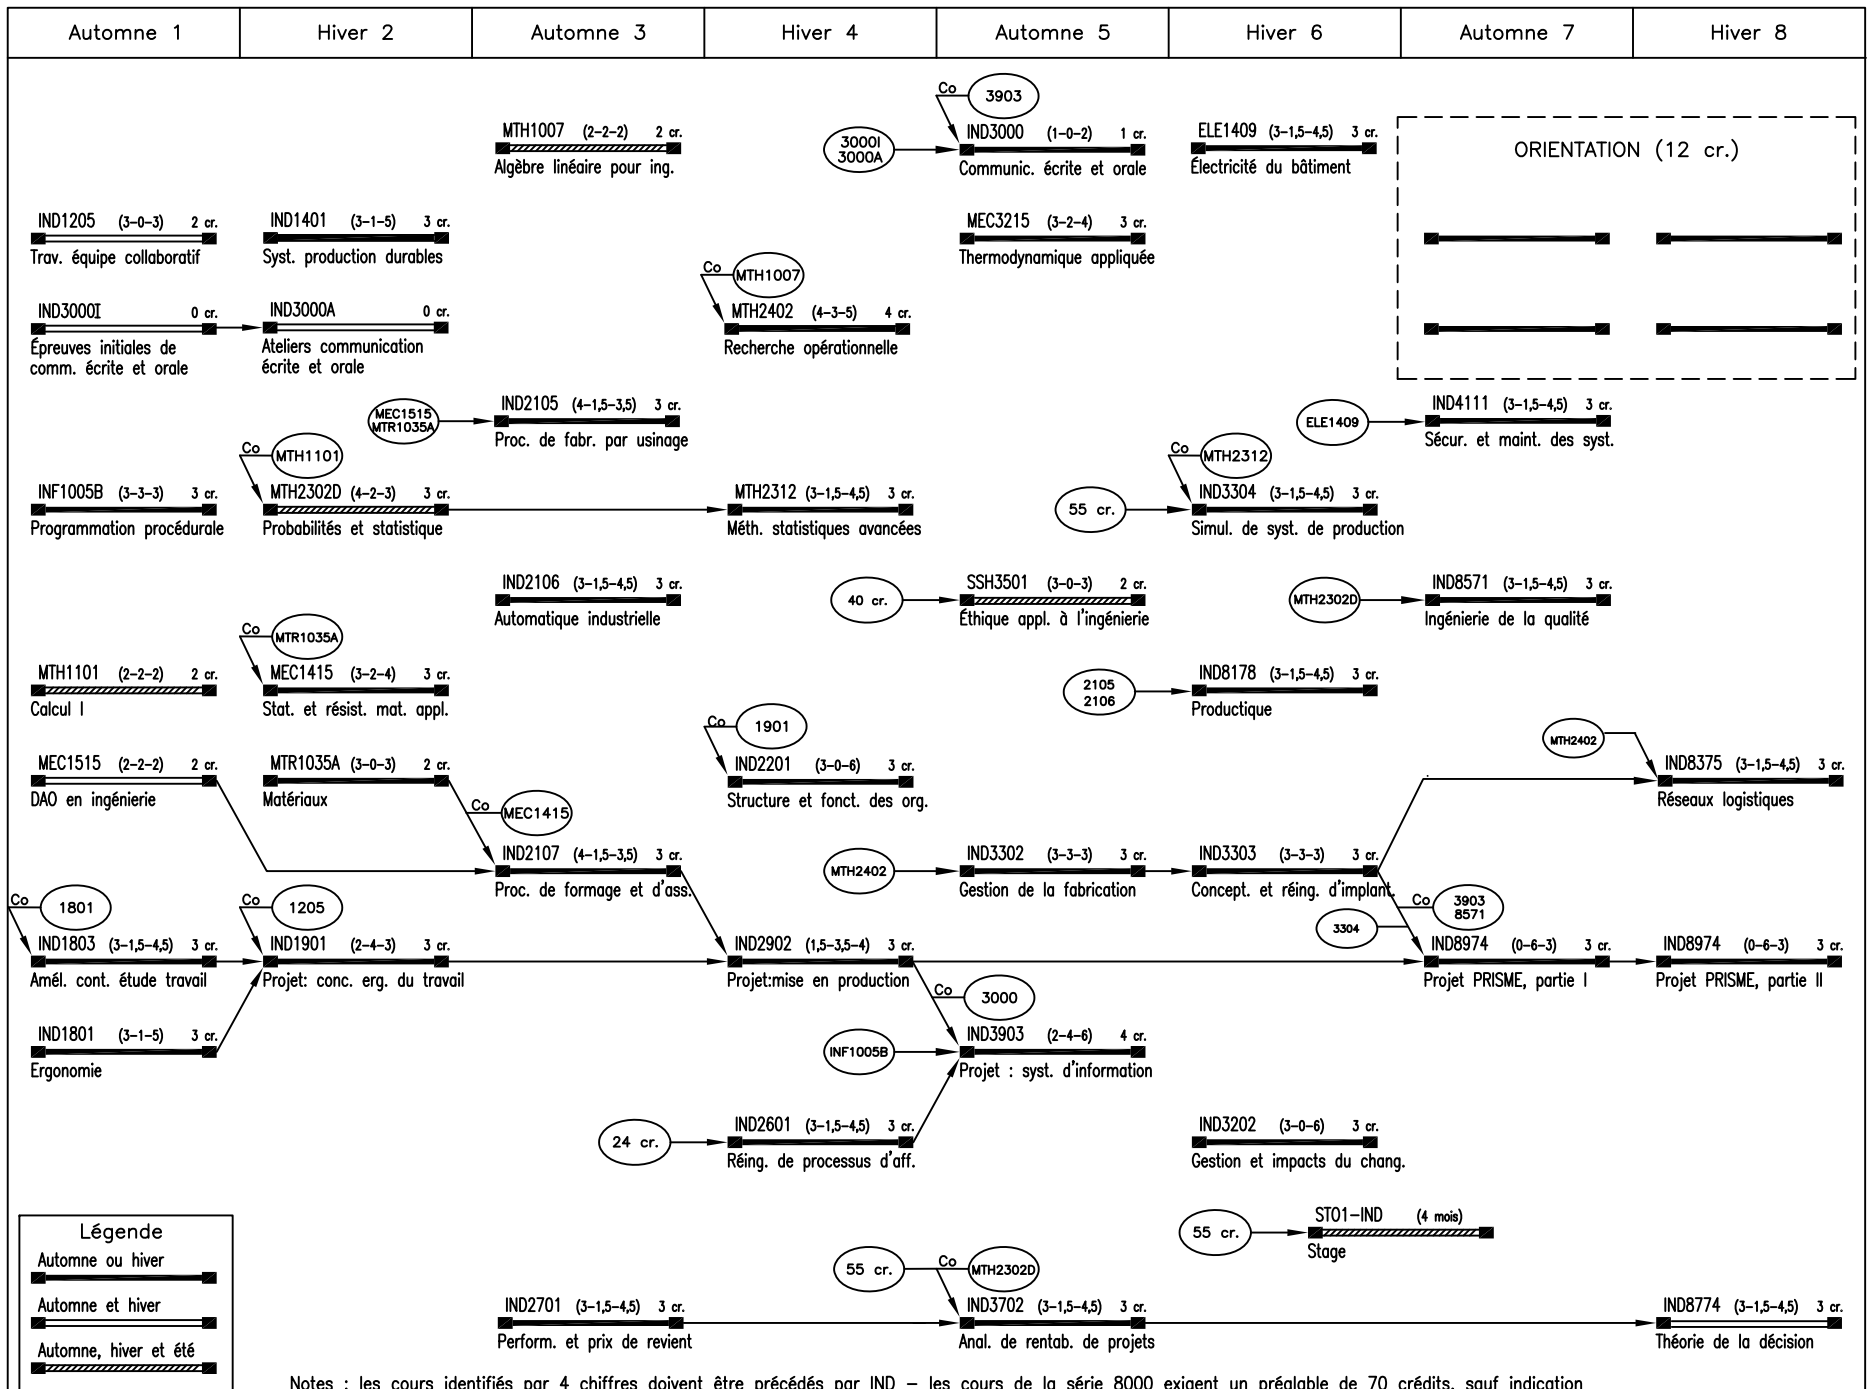 Automne 1
Hiver 2
Automne 3
Hiver 4
Automne 5
Hiver 6
Automne 7
Hiver 8
Co
3903
MTH1007 (2-2-2) 2 cr.
Algèbre linéaire pour ing.
3000I
3000A
IND3000 (1-0-2) 1 cr.
Communic. écrite et orale
ELE1409 (3-1,5-4,5) 3 cr.
Électricité du bâtiment
ORIENTATION (12 cr.)
IND1205 (3-0-3) 2 cr.
Trav. équipe collaboratif
IND1401 (3-1-5) 3 cr.
Syst. production durables
MEC3215 (3-2-4) 3 cr.
Thermodynamique appliquée
Co
MTH1007
IND3000I 0 cr.
Épreuves initiales de
comm. écrite et orale
IND3000A 0 cr.
Ateliers communication
écrite et orale
MTH2402 (4-3-5) 4 cr.
Recherche opérationnelle
MEC1515
MTR1035A
IND2105 (4-1,5-3,5) 3 cr.
Proc. de fabr. par usinage
ELE1409
IND4111 (3-1,5-4,5) 3 cr.
Sécur. et maint. des syst.
Co
MTH1101
Co
MTH2312
INF1005B (3-3-3) 3 cr.
Programmation procédurale
MTH2302D (4-2-3) 3 cr.
Probabilités et statistique
MTH2312 (3-1,5-4,5) 3 cr.
Méth. statistiques avancées
55 cr.
IND3304 (3-1,5-4,5) 3 cr.
Simul. de syst. de production
IND2106 (3-1,5-4,5) 3 cr.
Automatique industrielle
40 cr.
SSH3501 (3-0-3) 2 cr.
Éthique appl. à l'ingénierie
MTH2302D
IND8571 (3-1,5-4,5) 3 cr.
Ingénierie de la qualité
Co
MTR1035A
MTH1101 (2-2-2) 2 cr.
Calcul I
MEC1415 (3-2-4) 3 cr.
Stat. et résist. mat. appl.
2105
2106
IND8178 (3-1,5-4,5) 3 cr.
Productique
Co
1901
MTH2402
MEC1515 (2-2-2) 2 cr.
DAO en ingénierie
MTR1035A (3-0-3) 2 cr.
Matériaux
IND2201 (3-0-6) 3 cr.
Structure et fonct. des org.
IND8375 (3-1,5-4,5) 3 cr.
Réseaux logistiques
Co
MEC1415
IND2107 (4-1,5-3,5) 3 cr.
Proc. de formage et d'ass.
MTH2402
IND3302 (3-3-3) 3 cr.
Gestion de la fabrication
IND3303 (3-3-3) 3 cr.
Concept. et réing. d'implant.
Co
1801
Co
1205
Co
3903
8571
3304
IND1803 (3-1,5-4,5) 3 cr.
Amél. cont. étude travail
IND1901 (2-4-3) 3 cr.
Projet: conc. erg. du travail
IND2902 (1,5-3,5-4) 3 cr.
Projet:mise en production
IND8974 (0-6-3) 3 cr.
Projet PRISME, partie I
IND8974 (0-6-3) 3 cr.
Projet PRISME, partie II
Co
3000
IND1801 (3-1-5) 3 cr.
Ergonomie
INF1005B
IND3903 (2-4-6) 4 cr.
Projet : syst. d'information
24 cr.
IND2601 (3-1,5-4,5) 3 cr.
Réing. de processus d'aff.
IND3202 (3-0-6) 3 cr.
Gestion et impacts du chang.
55 cr.
ST01-IND (4 mois)
Stage
Légende
Automne ou hiver
Automne et hiver
Automne, hiver et été
55 cr.
Co
MTH2302D
IND2701 (3-1,5-4,5) 3 cr.
Perform. et prix de revient
IND3702 (3-1,5-4,5) 3 cr.
Anal. de rentab. de projets
IND8774 (3-1,5-4,5) 3 cr.
Théorie de la décision
Notes : les cours identifiés par 4 chiffres doivent être précédés par IND – les cours de la série 8000 exigent un préalable de 70 crédits, sauf indication